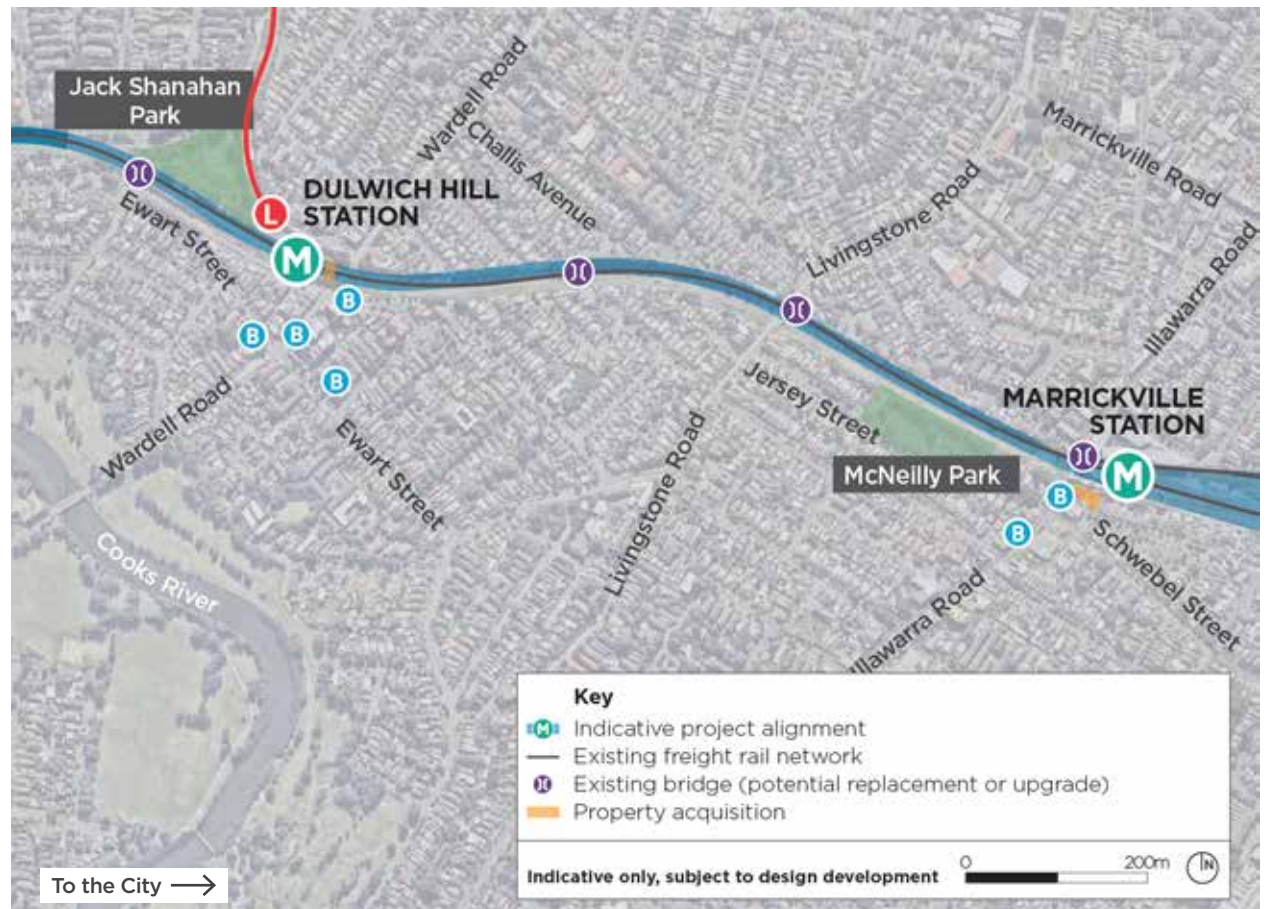 Jack Shanahan
Park
Wardell Road
Challis Avenue
Marrickville Road
L
DULWICH HILL
STATION
Livingstone Road
Ewart Street
M
Illawarra Road
B
B
B
B
Jersey Street
MARRICKVILLE
STATION
Wardell Road
Ewart Street
Livingstone Road
McNeilly Park
M
B
B
Schwebel Street
Cooks River
Illawarra Road
Key
M Indicative project alignment
Existing freight rail network
Existing bridge (potential replacement or upgrade)
Property acquisition
Indicative only, subject to design development
0 200m
N
To the City